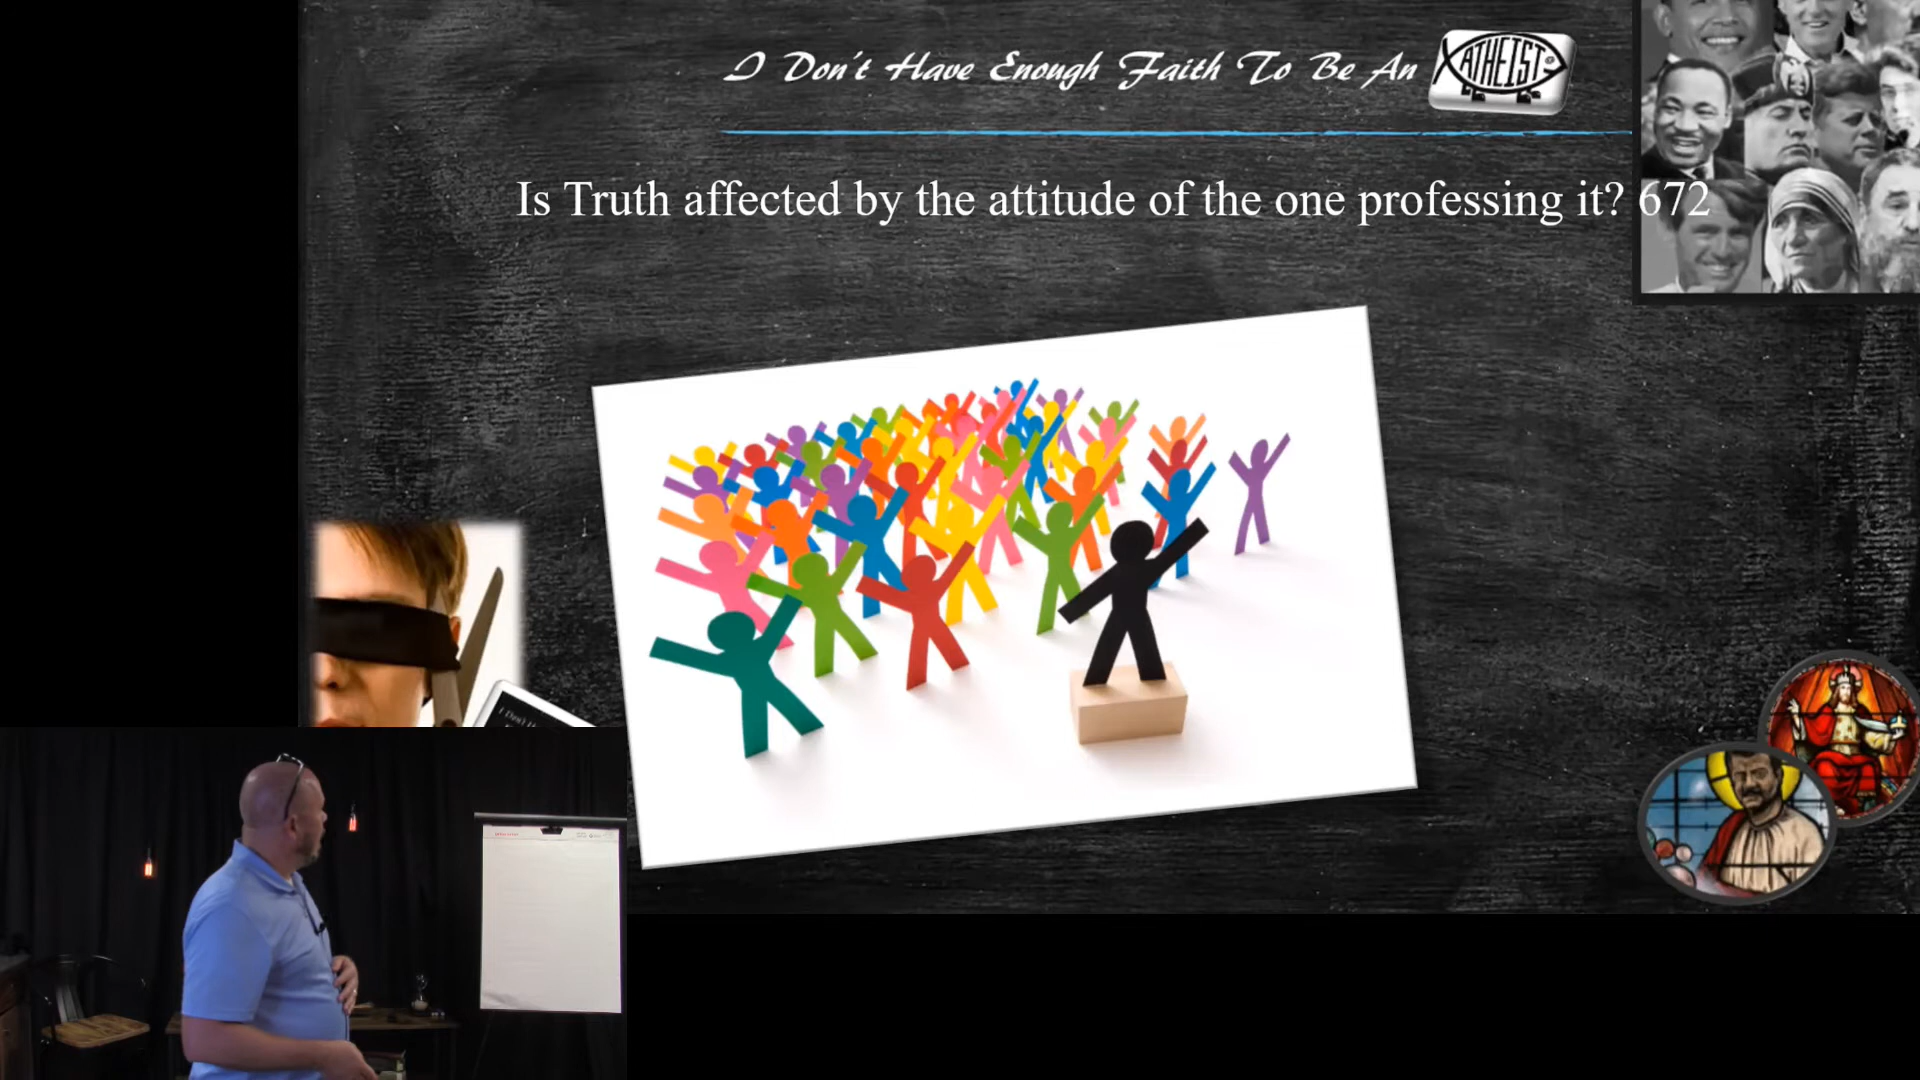 I Don't Have Enough Faith To Be An ATHEIST
Is Truth affected by the attitude of the one professing it? 672
I Don't